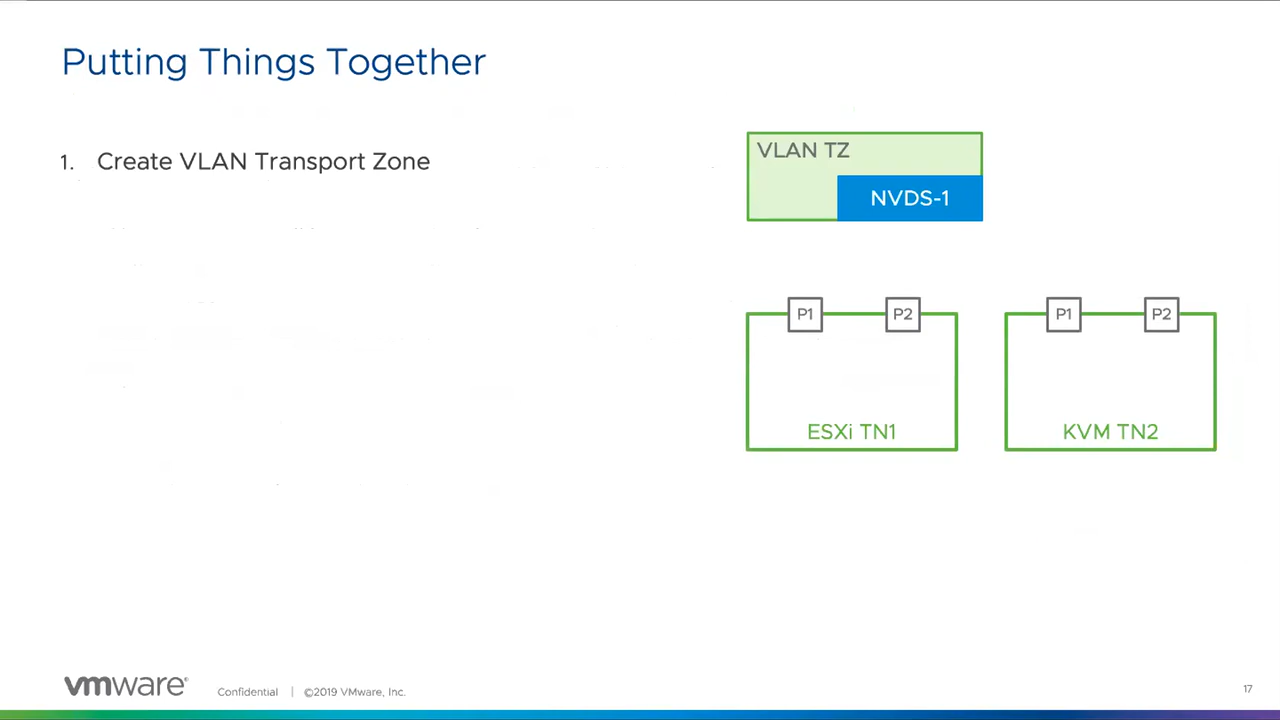 Putting Things Together
1. Create VLAN Transport Zone
VLAN TZ
NVDS-1
P1
P2
ESXi TN1
P1
P2
KVM TN2
vmware®
Confidential | ©2019 VMware, Inc.
17